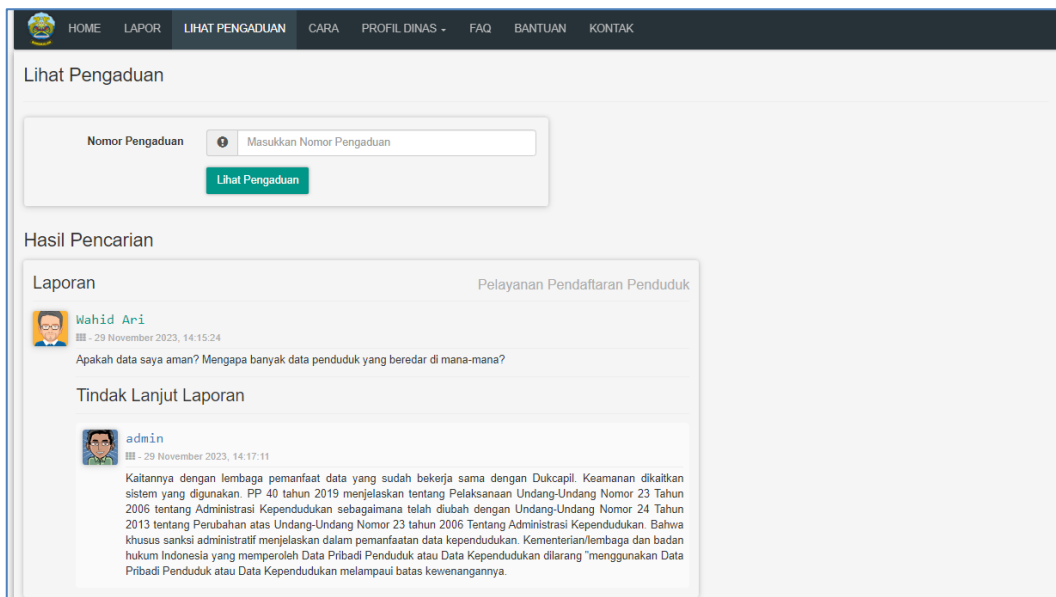 HOME LAPOR LIHAT PENGADUAN CARA PROFIL DINAS FAQ BANTUAN KONTAK
Lihat Pengaduan
Nomor Pengaduan Masukkan Nomor Pengaduan
Lihat Pengaduan
Hasil Pencarian
Laporan Pelayanan Pendaftaran Penduduk
Wahid Ari
- 29 November 2023, 14:15:24
Apakah data saya aman? Mengapa banyak data penduduk yang beredar di mana-mana?
Tindak Lanjut Laporan
admin
- 29 November 2023, 14:17:11
Kaitannya dengan lembaga pemanfaat data yang sudah bekerja sama dengan Dukcapil. Keamanan dikaitkan
sistem yang digunakan. PP 40 tahun 2019 menjelaskan tentang Pelaksanaan Undang-Undang Nomor 23 Tahun
2006 tentang Administrasi Kependudukan sebagaimana telah diubah dengan Undang-Undang Nomor 24 Tahun
2013 tentang Perubahan atas Undang-Undang Nomor 23 tahun 2006 Tentang Administrasi Kependudukan. Bahwa
khusus sanksi administratif menjelaskan dalam pemanfaatan data kependudukan. Kementerian/lembaga dan badan
hukum Indonesia yang memperoleh Data Pribadi Penduduk atau Data Kependudukan dilarang "menggunakan Data
Pribadi Penduduk atau Data Kependudukan melampaui batas kewenangannya.